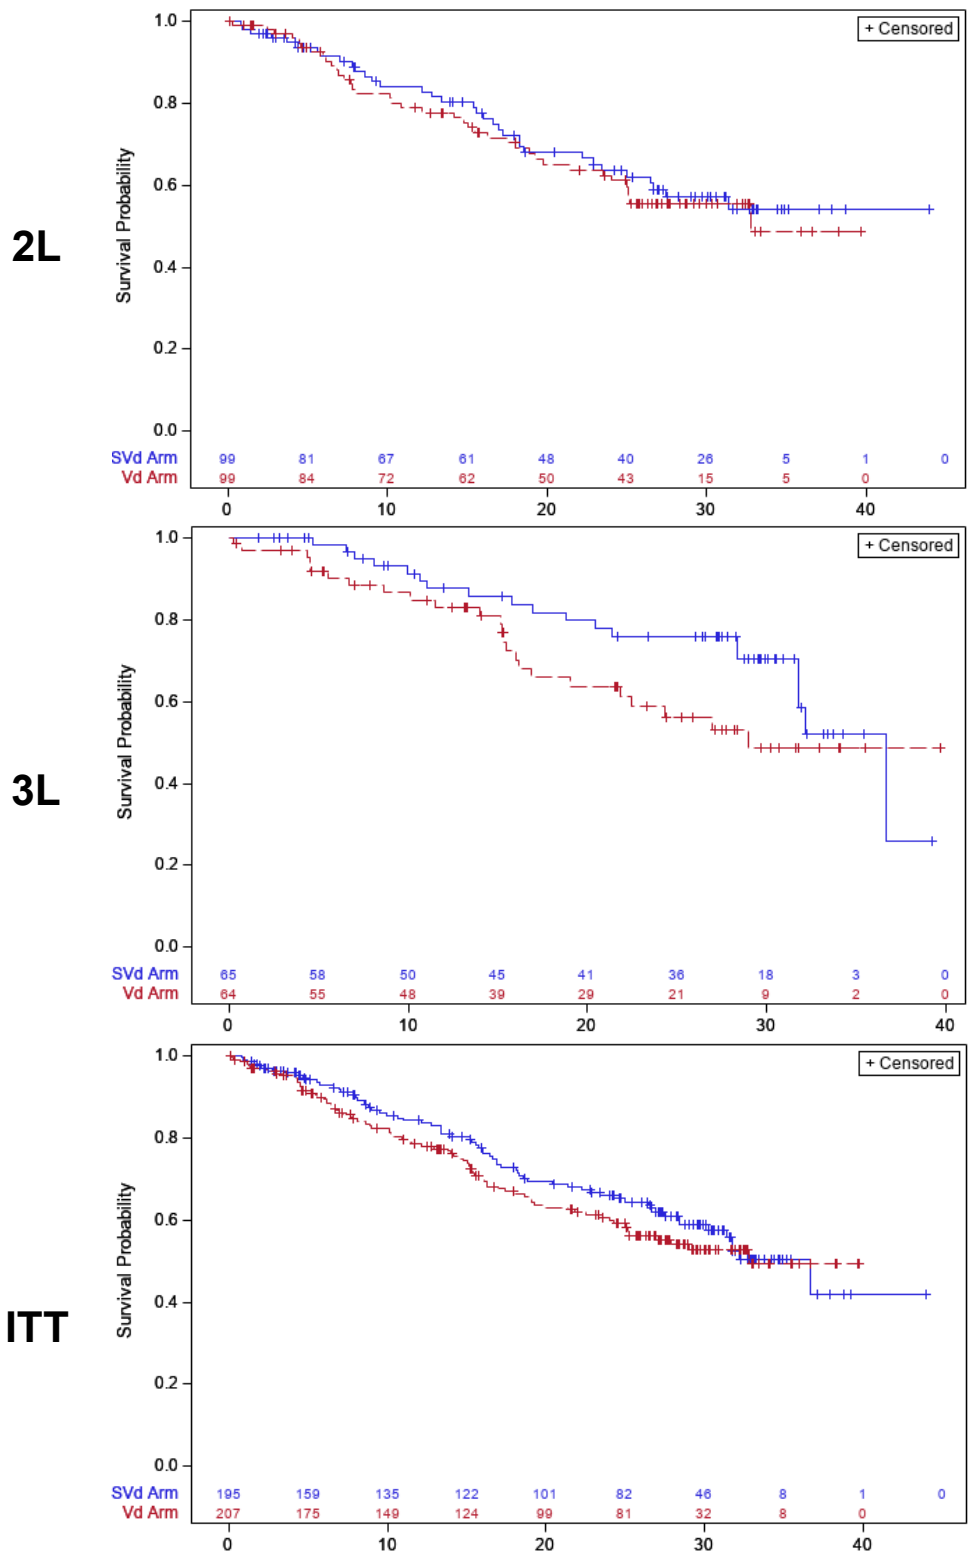 2L
Survival Probability
1.0
0.8
0.6
0.4
0.2
0.0
+ Censored
SVd Arm 99 81 67 61 48 40 26 5 1 0
Vd Arm 99 84 72 62 50 43 15 5 0
0 10 20 30 40
3L
Survival Probability
1.0
0.8
0.6
0.4
0.2
0.0
+ Censored
SVd Arm 65 58 50 45 41 36 18 3 0
Vd Arm 64 55 48 39 29 21 9 2 0
0 10 20 30 40
ITT
Survival Probability
1.0
0.8
0.6
0.4
0.2
0.0
+ Censored
SVd Arm 195 159 135 122 101 82 46 8 1 0
Vd Arm 207 175 149 124 99 81 32 8 0
0 10 20 30 40